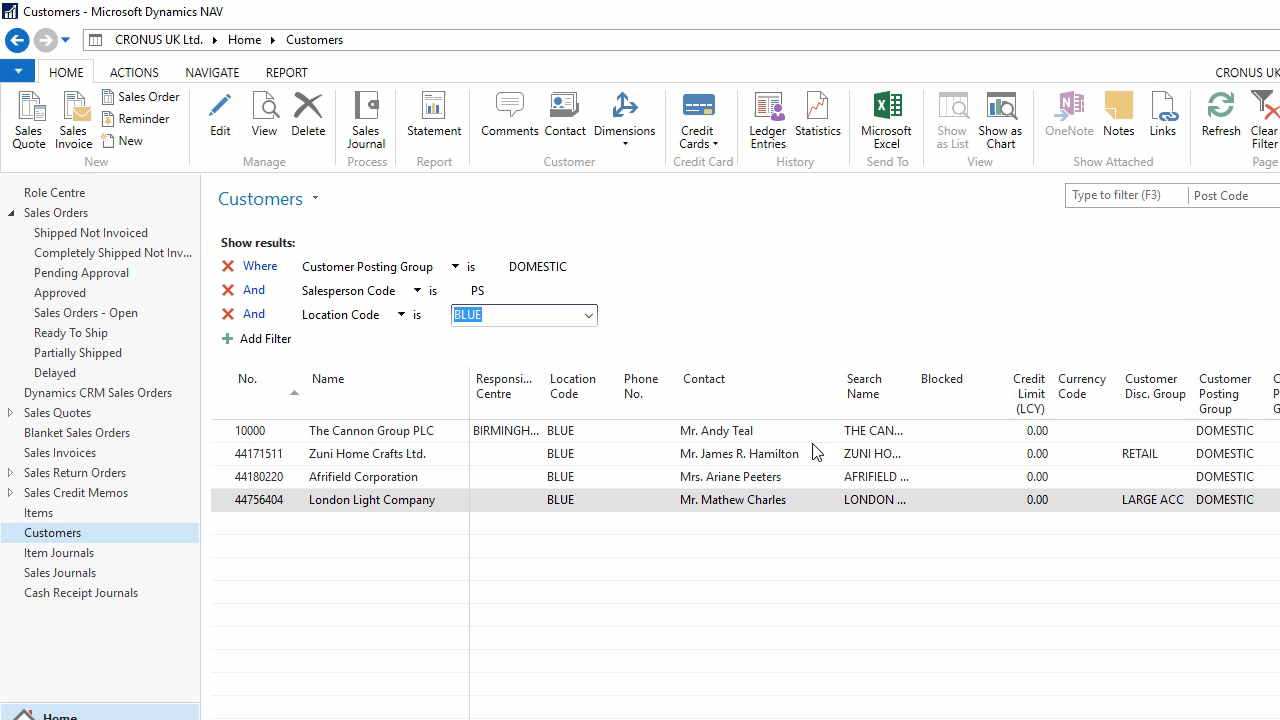 Customers - Microsoft Dynamics NAV
CRONUS UK Ltd. Home Customers
HOME ACTIONS NAVIGATE REPORT CRONUS UK
Sales Quote
Sales Invoice
Sales Order
Reminder
New
Edit
View
Delete
Sales Journal
Statement
Comments
Contact
Dimensions
Credit Cards
Ledger Entries
Statistics
Microsoft Excel
Show as List
Show as Chart
OneNote
Notes
Links
Refresh
Clear Filter
New Manage Process Report Customer Credit Card History Send To View Show Attached Page
Role Centre
Sales Orders
Shipped Not Invoiced
Completely Shipped Not Inv...
Pending Approval
Approved
Sales Orders - Open
Ready To Ship
Partially Shipped
Delayed
Dynamics CRM Sales Orders
Sales Quotes
Blanket Sales Orders
Sales Invoices
Sales Return Orders
Sales Credit Memos
Items
Customers
Item Journals
Sales Journals
Cash Receipt Journals
Home
Customers
Type to filter (F3) Post Code
Show results:
Where Customer Posting Group is DOMESTIC
And Salesperson Code is PS
And Location Code is BLUE
Add Filter
No. Name Responsi... Centre Location Code Phone No. Contact Search Name Blocked Credit Limit (LCY) Currency Code Customer Disc. Group Customer Posting Group
10000 The Cannon Group PLC BIRMINGH... BLUE Mr. Andy Teal THE CAN... 0.00 DOMESTIC
44171511 Zuni Home Crafts Ltd. BLUE Mr. James R. Hamilton ZUNI HO... 0.00 RETAIL DOMESTIC
44180220 Afrifield Corporation BLUE Mrs. Ariane Peeters AFRIFIELD ... 0.00 DOMESTIC
44756404 London Light Company BLUE Mr. Mathew Charles LONDON ... 0.00 LARGE ACC DOMESTIC